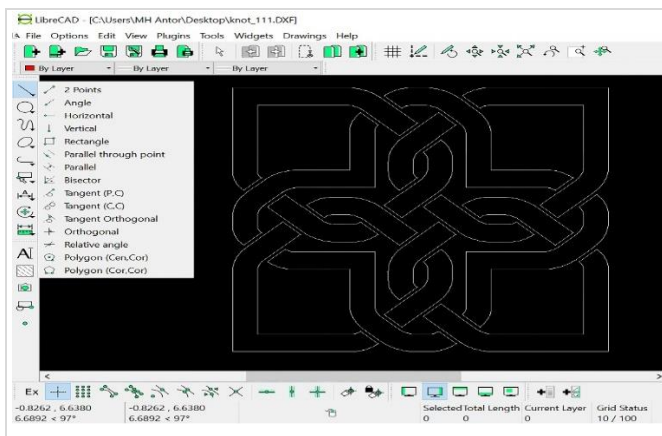 LibreCAD - [C:\Users\MH Antor\Desktop\knot_111.DXF]
File Options Edit View Plugins Tools Widgets Drawings Help
By Layer By Layer By Layer
2 Points
Angle
Horizontal
Vertical
Rectangle
Parallel through point
Parallel
Bisector
Tangent (P,C)
Tangent (C,C)
Tangent Orthogonal
Orthogonal
Relative angle
Polygon (Cen,Cor)
Polygon (Cor,Cor)
Ex
-0.8262 , 6.6380 -0.8262 , 6.6380 Selected Total Length Current Layer Grid Status
6.6892 < 97° 6.6892 < 97° 0 0 0 10 / 100